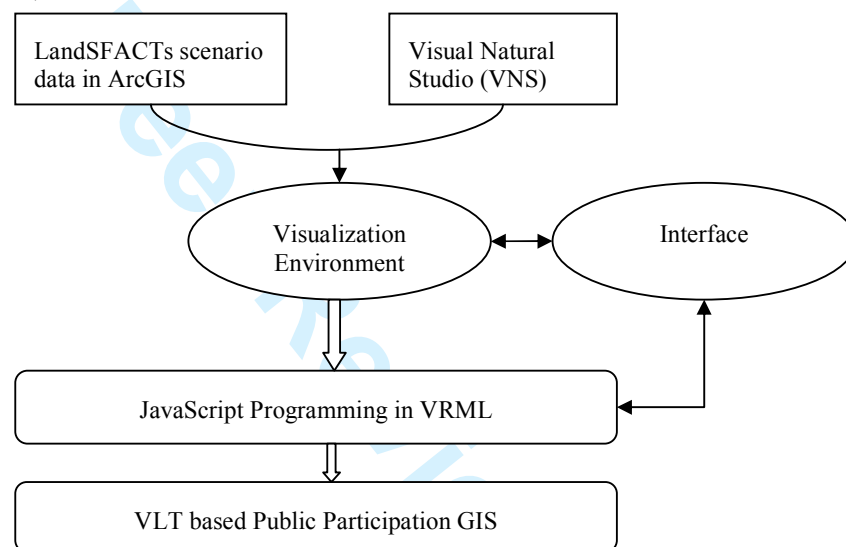 LandSFACTs scenario
data in ArcGIS
Visual Natural
Studio (VNS)
Visualization
Environment
Interface
JavaScript Programming in VRML
VLT based Public Participation GIS